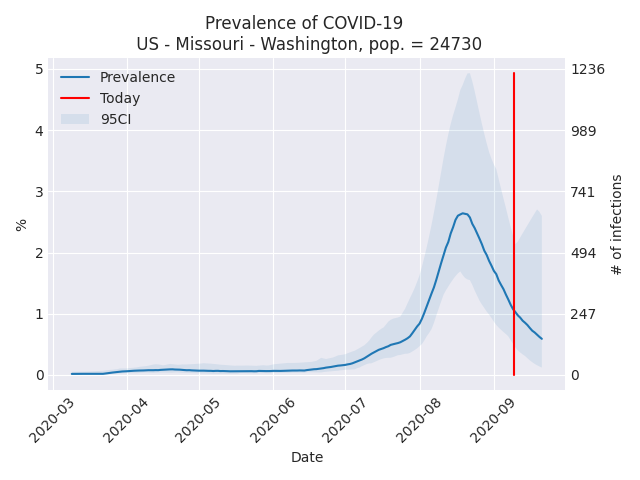 Prevalence of COVID-19
US - Missouri - Washington, pop. = 24730
Prevalence
Today
95CI
%
5
4
3
2
1
0
1236
989
741
494
247
0
# of infections
2020-03
2020-04
2020-05
2020-06
2020-07
2020-08
2020-09
Date